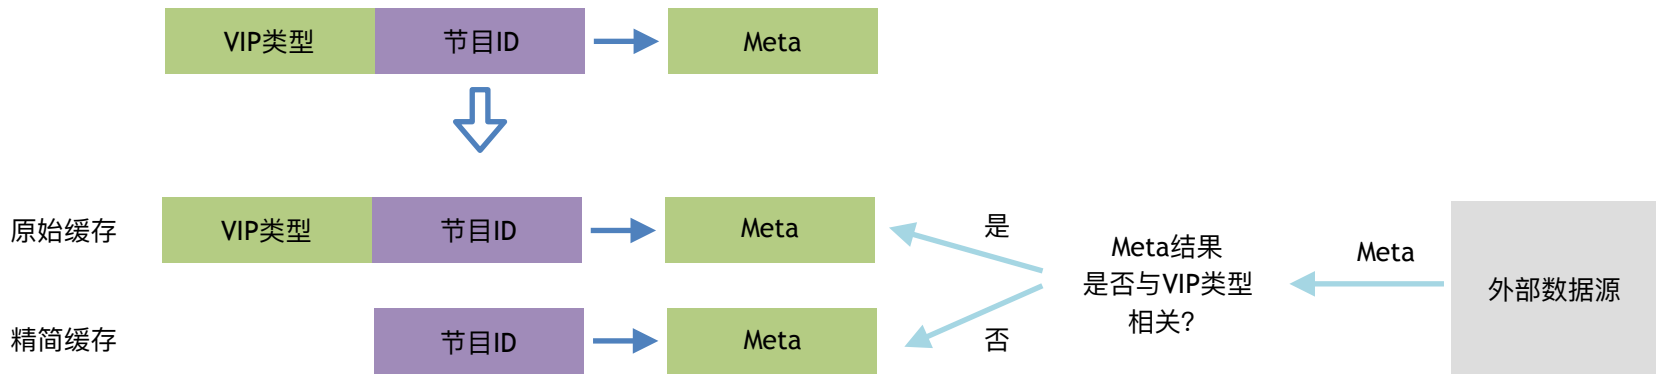 VIP类型
节目ID
Meta
原始缓存
VIP类型
节目ID
Meta
是
Meta结果
是否与VIP类型
相关?
Meta
外部数据源
精简缓存
节目ID
Meta
否